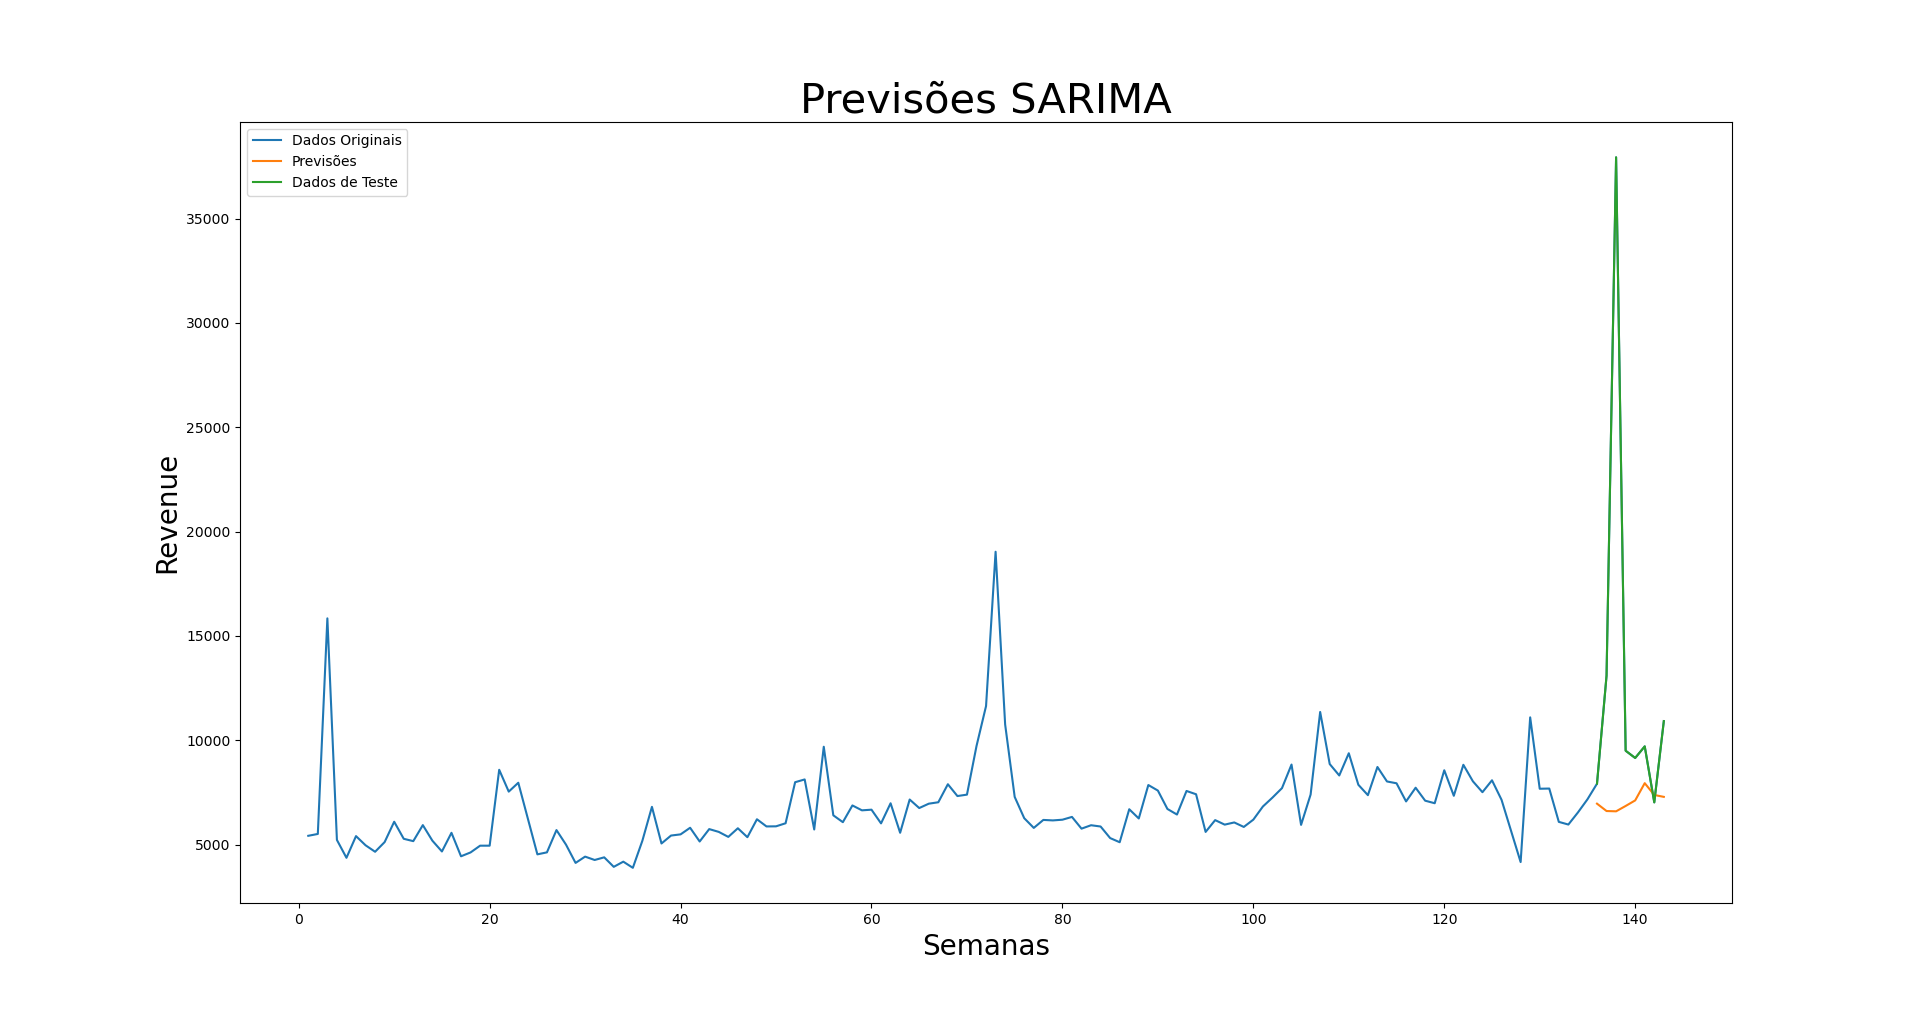 Previsões SARIMA
Dados Originais
Previsões
Dados de Teste
35000
30000
25000
20000
15000
10000
5000
Revenue
0 20 40 60 80 100 120 140
Semanas